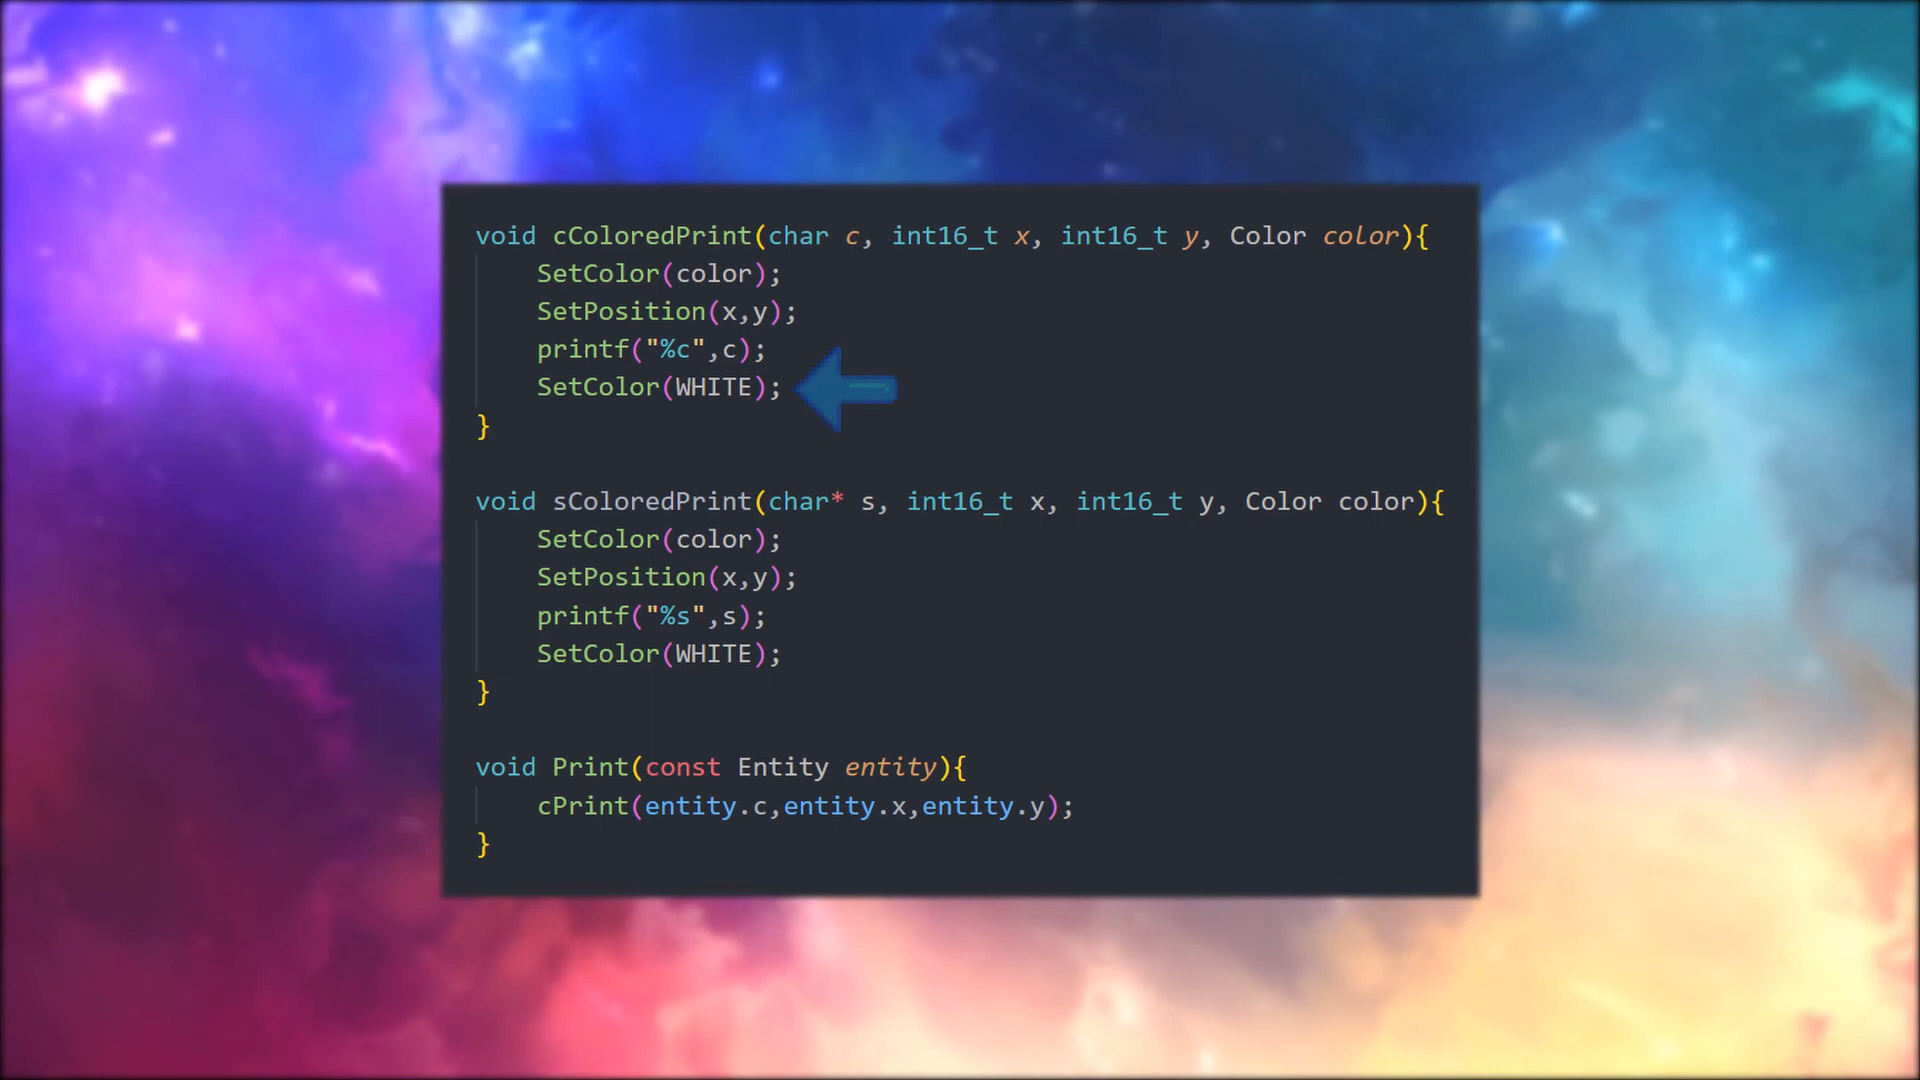 void cColoredPrint(char c, int16_t x, int16_t y, Color color){
SetColor(color);
SetPosition(x,y);
printf("%c",c);
SetColor(WHITE);
}
void sColoredPrint(char* s, int16_t x, int16_t y, Color color){
SetColor(color);
SetPosition(x,y);
printf("%s",s);
SetColor(WHITE);
}
void Print(const Entity entity){
cPrint(entity.c,entity.x,entity.y);
}